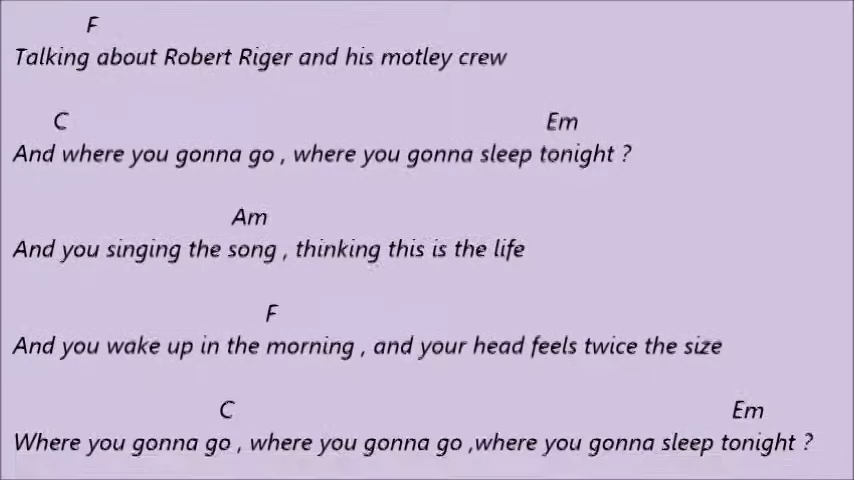 F
Talking about Robert Riger and his motley crew
C Em
And where you gonna go , where you gonna sleep tonight ?
Am
And you singing the song , thinking this is the life
F
And you wake up in the morning , and your head feels twice the size
C Em
Where you gonna go , where you gonna go ,where you gonna sleep tonight ?